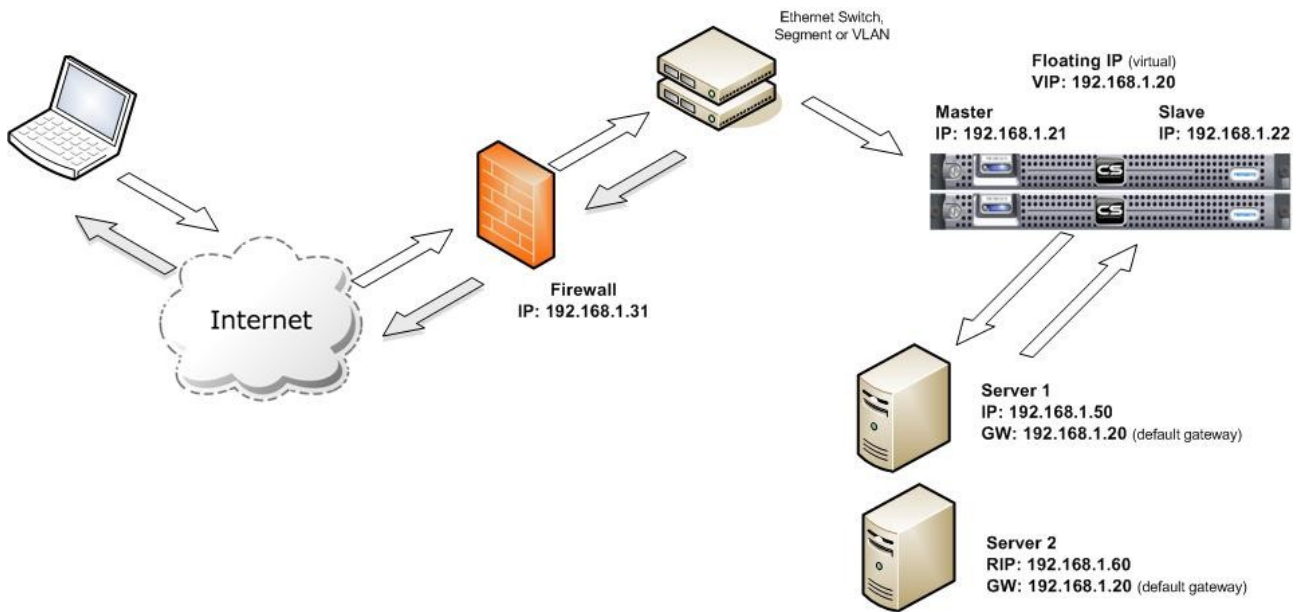 Ethernet Switch,
Segment or VLAN
Floating IP (virtual)
VIP: 192.168.1.20
Master
IP: 192.168.1.21
Slave
IP: 192.168.1.22
CS
CS
Internet
Firewall
IP: 192.168.1.31
Server 1
IP: 192.168.1.50
GW: 192.168.1.20 (default gateway)
Server 2
RIP: 192.168.1.60
GW: 192.168.1.20 (default gateway)